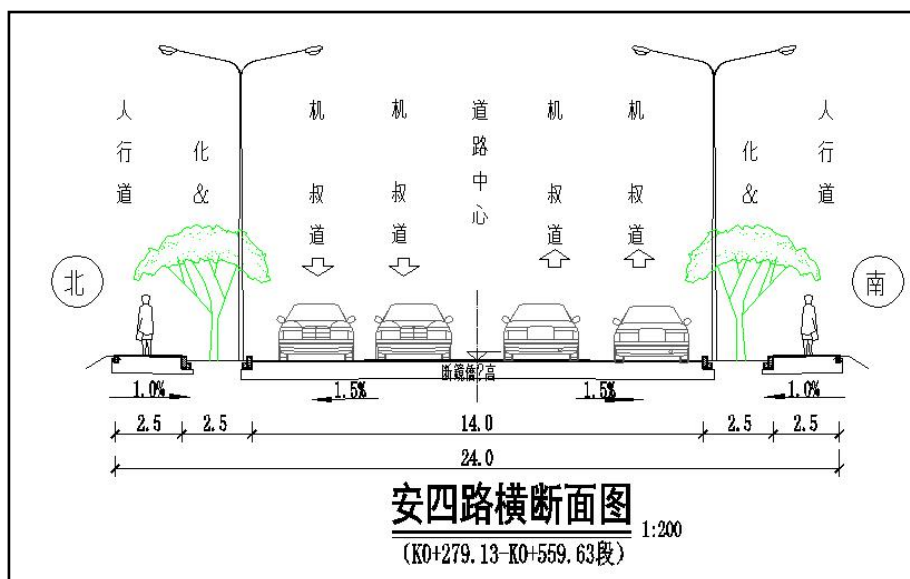 人行道
化&
机叔道
机叔道
道路中心
机叔道
机叔道
化&
人行道
北
南
1.0%
1.5%
1.5%
1.0%
2.5
2.5
14.0
2.5
2.5
24.0
安四路横断面图
1:200
(K0+279.13-K0+559.63段)